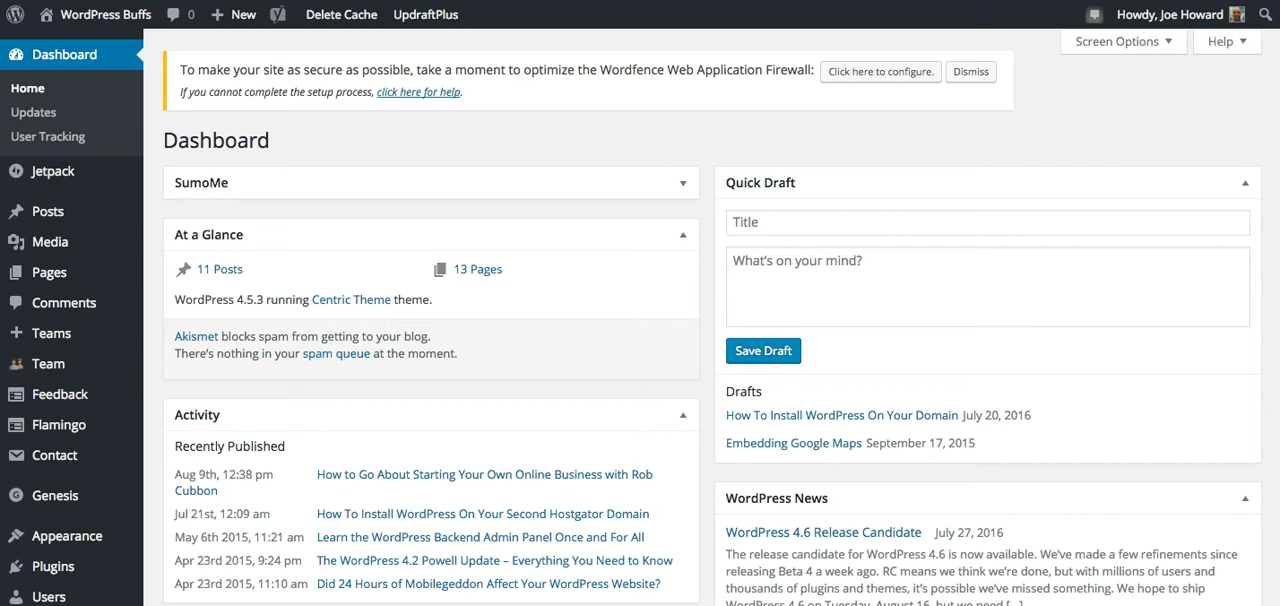 WordPress Buffs 0 New Delete Cache UpdraftPlus Howdy, Joe Howard
Screen Options Help
Dashboard
Home
Updates
User Tracking
Jetpack
Posts
Media
Pages
Comments
Teams
Team
Feedback
Flamingo
Contact
Genesis
Appearance
Plugins
Users
To make your site as secure as possible, take a moment to optimize the Wordfence Web Application Firewall: Click here to configure. Dismiss
If you cannot complete the setup process, click here for help.
Dashboard
SumoMe
At a Glance
11 Posts 13 Pages
WordPress 4.5.3 running Centric Theme theme.
Akismet blocks spam from getting to your blog.
There's nothing in your spam queue at the moment.
Activity
Recently Published
Aug 9th, 12:38 pm How to Go About Starting Your Own Online Business with Rob
Cubbon
Jul 21st, 12:09 am How To Install WordPress On Your Second Hostgator Domain
May 6th 2015, 11:21 am Learn the WordPress Backend Admin Panel Once and For All
Apr 23rd 2015, 9:24 pm The WordPress 4.2 Powell Update – Everything You Need to Know
Apr 23rd 2015, 11:10 am Did 24 Hours of Mobilegeddon Affect Your WordPress Website?
Quick Draft
Title
What's on your mind?
Save Draft
Drafts
How To Install WordPress On Your Domain July 20, 2016
Embedding Google Maps September 17, 2015
WordPress News
WordPress 4.6 Release Candidate July 27, 2016
The release candidate for WordPress 4.6 is now available. We've made a few refinements since
releasing Beta 4 a week ago. RC means we think we're done, but with millions of users and
thousands of plugins and themes, it's possible we've missed something. We hope to ship
WordPress 4.6 on Tuesday, August 16, but we need […]